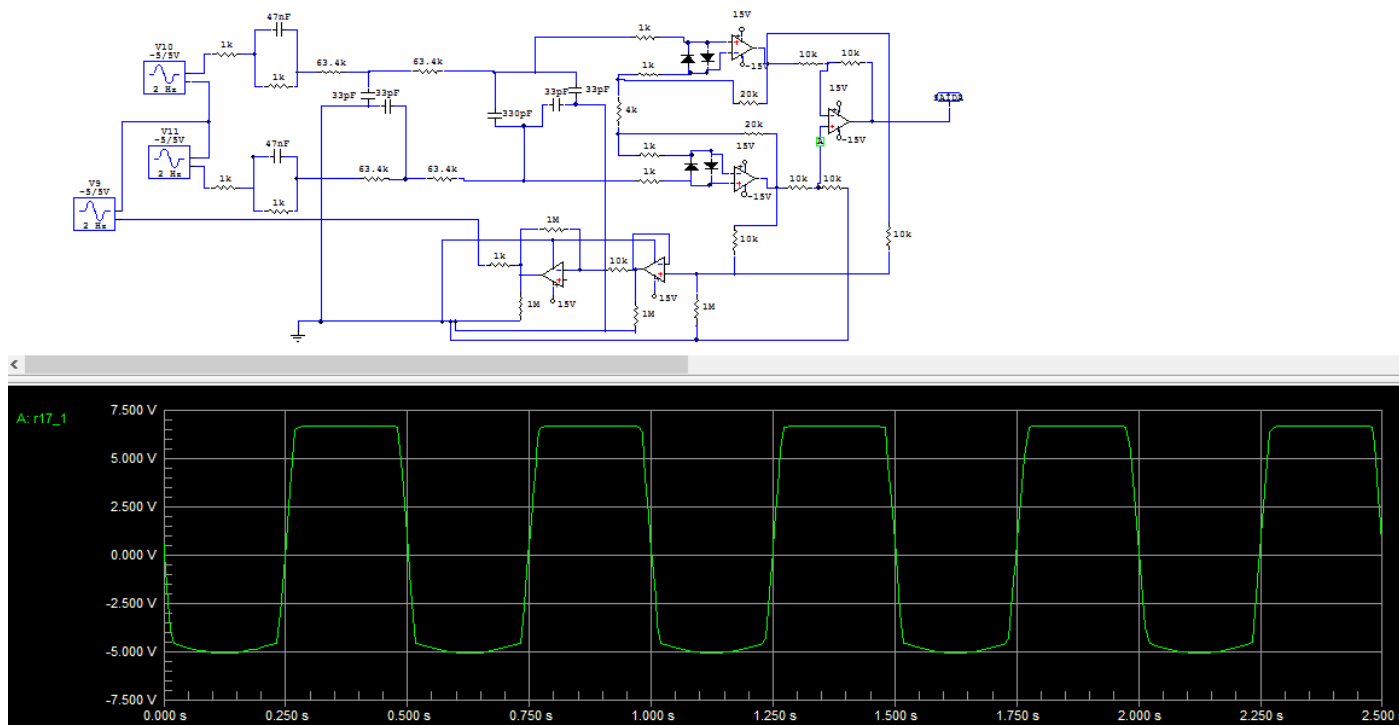 15V
47nF
1k
10k
10k
V10
-5/5V
1k
1k
63.4k
63.4k
-15V
2 Hz
1k
33pF
33pF
33pF
20k
15V
SAIDA
330pF
33pF
4k
V11
-5/5V
47nF
20k
15V
A
-15V
1k
2 Hz
63.4k
63.4k
1k
V9
-5/5V
1k
10k
10k
-15V
1k
2 Hz
1M
10k
10k
1k
10k
15V
15V
1M
1M
1M
A: r17_1
7.500 V
5.000 V
2.500 V
0.000 V
-2.500 V
-5.000 V
-7.500 V
0.000 s
0.250 s
0.500 s
0.750 s
1.000 s
1.250 s
1.500 s
1.750 s
2.000 s
2.250 s
2.500 s